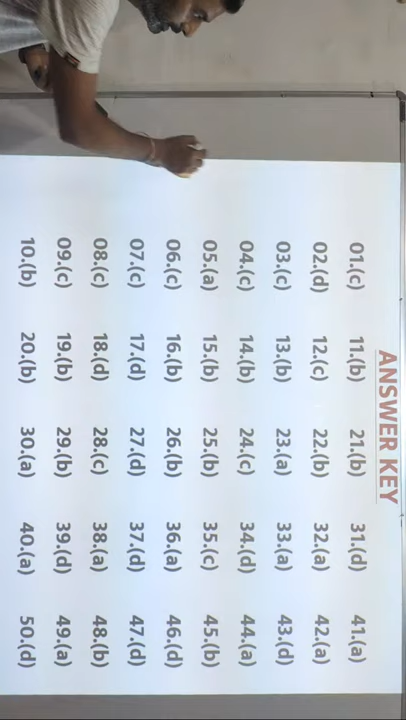 ANSWER KEY
01.(c) 11.(b) 21.(b) 31.(d) 41.(a)
02.(d) 12.(c) 22.(b) 32.(a) 42.(a)
03.(c) 13.(b) 23.(a) 33.(a) 43.(d)
04.(c) 14.(b) 24.(c) 34.(d) 44.(a)
05.(a) 15.(b) 25.(b) 35.(c) 45.(b)
06.(c) 16.(b) 26.(b) 36.(a) 46.(d)
07.(c) 17.(d) 27.(d) 37.(d) 47.(d)
08.(c) 18.(d) 28.(c) 38.(a) 48.(b)
09.(c) 19.(b) 29.(b) 39.(d) 49.(a)
10.(b) 20.(b) 30.(a) 40.(a) 50.(d)